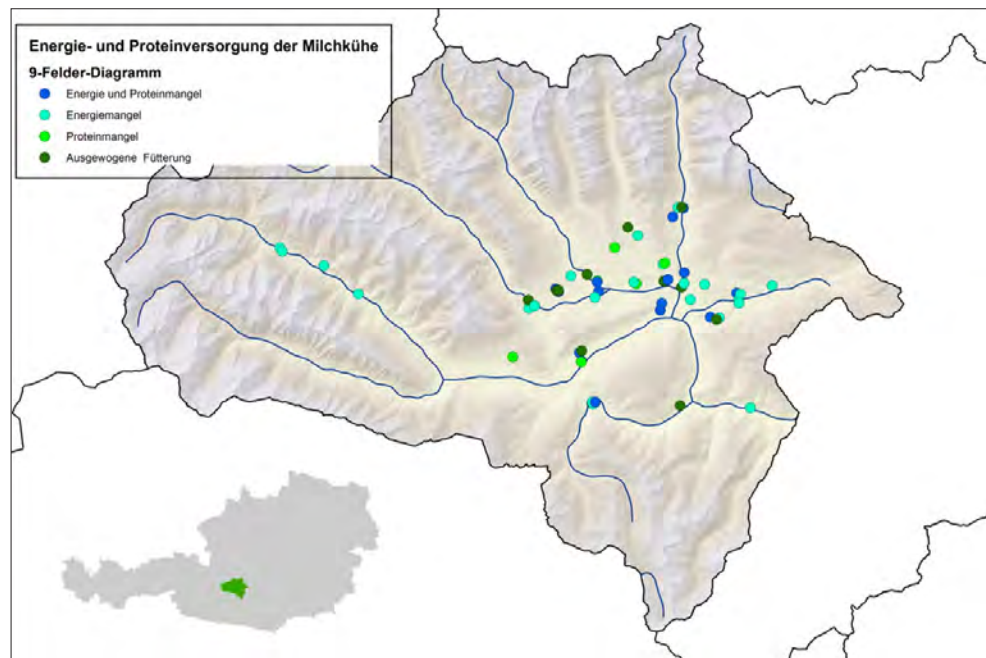 Energie- und Proteinversorgung der Milchkühe
9-Felder-Diagramm
Energie und Proteinmangel
Energiemangel
Proteinmangel
Ausgewogene Fütterung